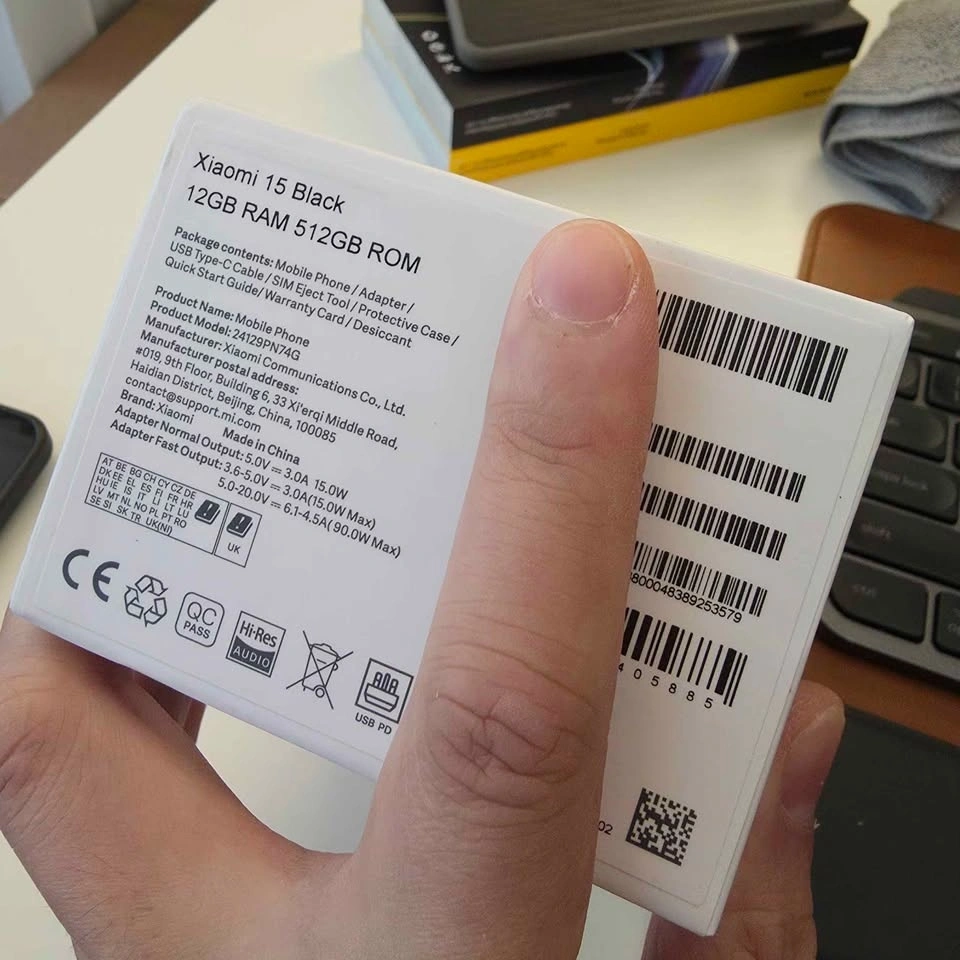 Xiaomi 15 Black
12GB RAM 512GB ROM
Package contents: Mobile Phone / Adapter /
USB Type-C Cable / SIM Eject Tool / Protective Case /
Quick Start Guide/ Warranty Card / Desiccant
Product Name: Mobile Phone
Product Model: 24129PN74G
Manufacturer: Xiaomi Communications Co., Ltd.
Manufacturer postal address:
#019, 9th Floor, Building 6, 33 Xi'erqi Middle Road,
Haidian District, Beijing, China, 100085
contact@support.mi.com
Brand: Xiaomi Made in China
Adapter Normal Output: 5.0V ⎓ 3.0A 15.0W
Adapter Fast Output: 3.6-5.0V ⎓ 3.0A(15.0W Max)
5.0-20.0V ⎓ 6.1-4.5A( 90.0W Max)
AT BE BG CH CY CZ DE
DK EE EL ES FI FR HR
HU IE IS IT LI LT LU
LV MT NL NO PL PT RO
SE SI SK TR UK(NI)
UK
CE
QC
PASS
Hi-Res
AUDIO
USB PD
800048389253579
405885
02
shift
ctrl